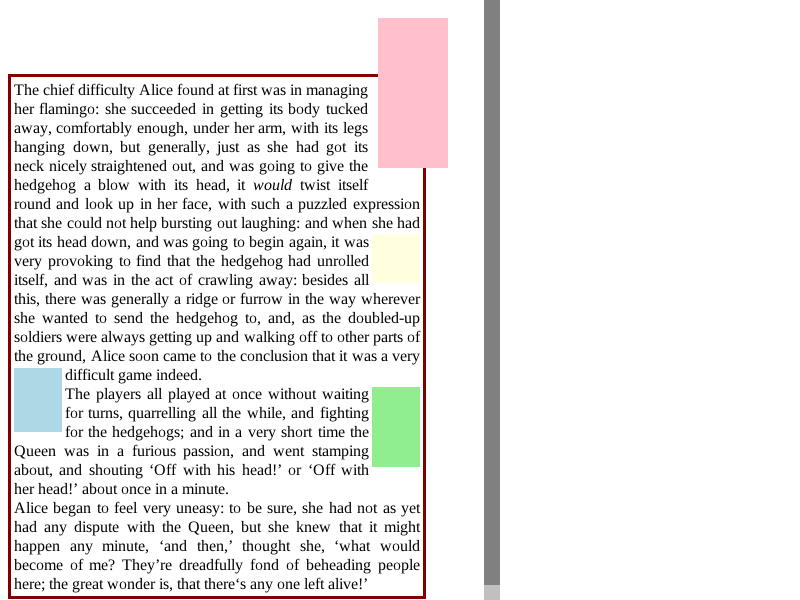 The chief difficulty Alice found at first was in managing
her flamingo: she succeeded in getting its body tucked
away, comfortably enough, under her arm, with its legs
hanging down, but generally, just as she had got its
neck nicely straightened out, and was going to give the
hedgehog a blow with its head, it would twist itself
round and look up in her face, with such a puzzled expression
that she could not help bursting out laughing: and when she had
got its head down, and was going to begin again, it was
very provoking to find that the hedgehog had unrolled
itself, and was in the act of crawling away: besides all
this, there was generally a ridge or furrow in the way wherever
she wanted to send the hedgehog to, and, as the doubled-up
soldiers were always getting up and walking off to other parts of
the ground, Alice soon came to the conclusion that it was a very
difficult game indeed.
The players all played at once without waiting
for turns, quarrelling all the while, and fighting
for the hedgehogs; and in a very short time the
Queen was in a furious passion, and went stamping
about, and shouting ‘Off with his head!’ or ‘Off with
her head!’ about once in a minute.
Alice began to feel very uneasy: to be sure, she had not as yet
had any dispute with the Queen, but she knew that it might
happen any minute, ‘and then,’ thought she, ‘what would
become of me? They’re dreadfully fond of beheading people
here; the great wonder is, that there‘s any one left alive!’